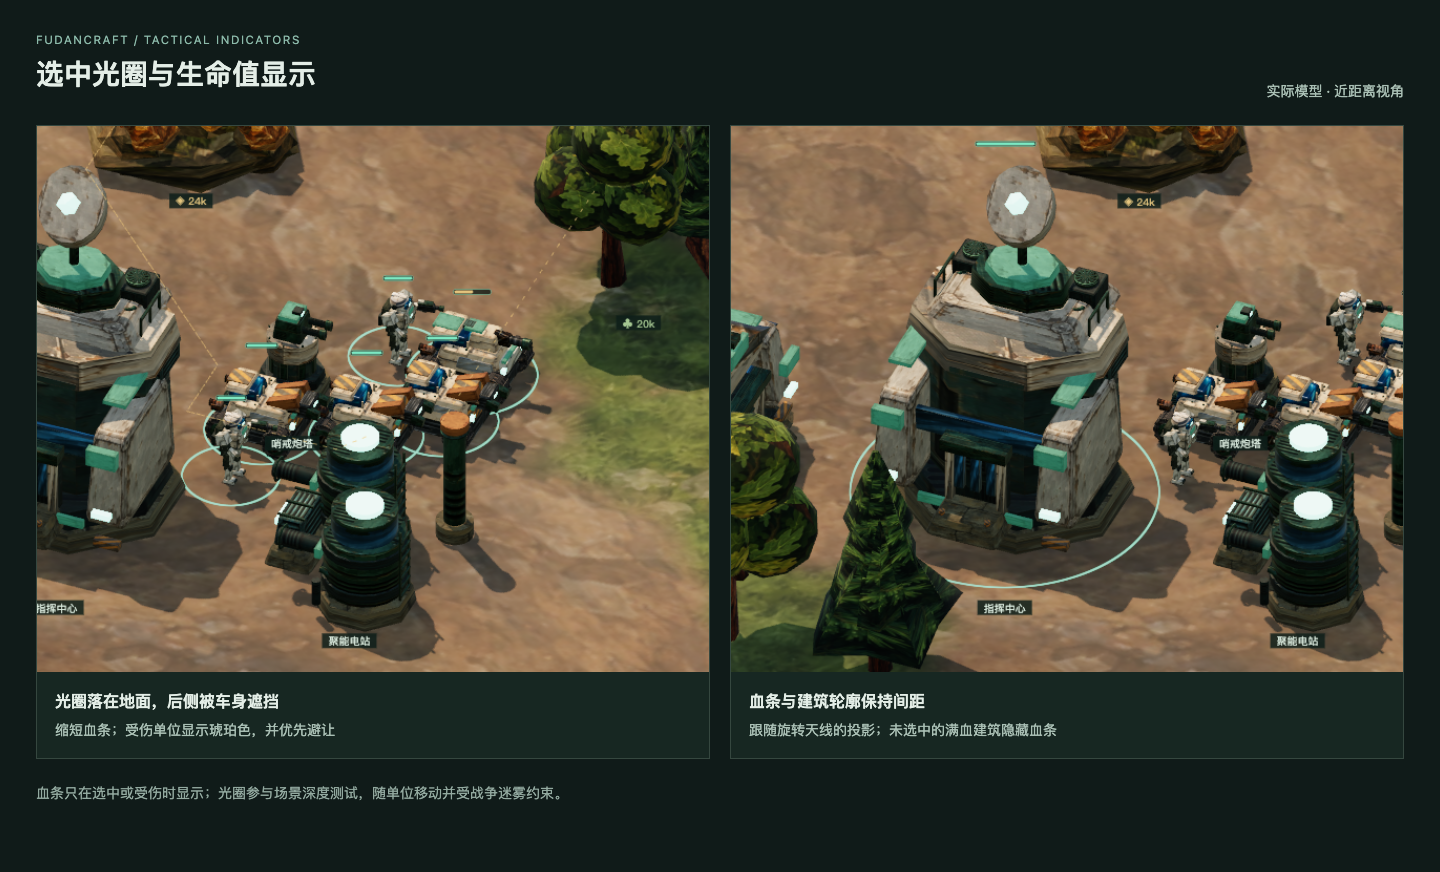 FUDANCRAFT / TACTICAL INDICATORS
选中光圈与生命值显示
实际模型 · 近距离视角
24k
20k
哨戒炮塔
指挥中心
聚能电站
24k
哨戒炮塔
指挥中心
聚能电站
光圈落在地面，后侧被车身遮挡
缩短血条；受伤单位显示琥珀色，并优先避让
血条与建筑轮廓保持间距
跟随旋转天线的投影；未选中的满血建筑隐藏血条
血条只在选中或受伤时显示；光圈参与场景深度测试，随单位移动并受战争迷雾约束。